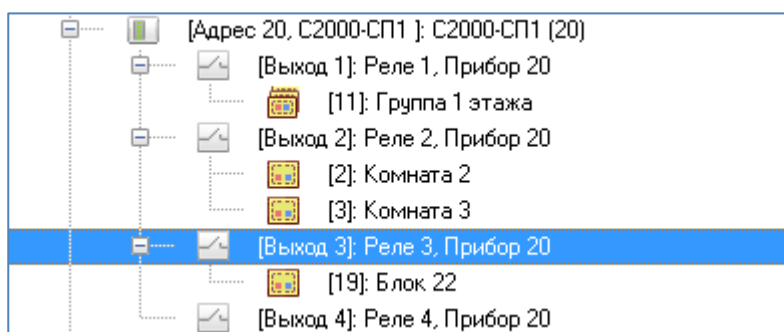 [Адрес 20, С2000-СП1 ]: С2000-СП1 (20)
[Выход 1]: Реле 1, Прибор 20
[11]: Группа 1 этажа
[Выход 2]: Реле 2, Прибор 20
[2]: Комната 2
[3]: Комната 3
[Выход 3]: Реле 3, Прибор 20
[19]: Блок 22
[Выход 4]: Реле 4, Прибор 20